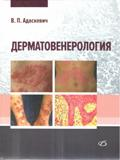 В. П. Адаскевич
ДЕРМАТОВЕНЕРОЛОГИЯ